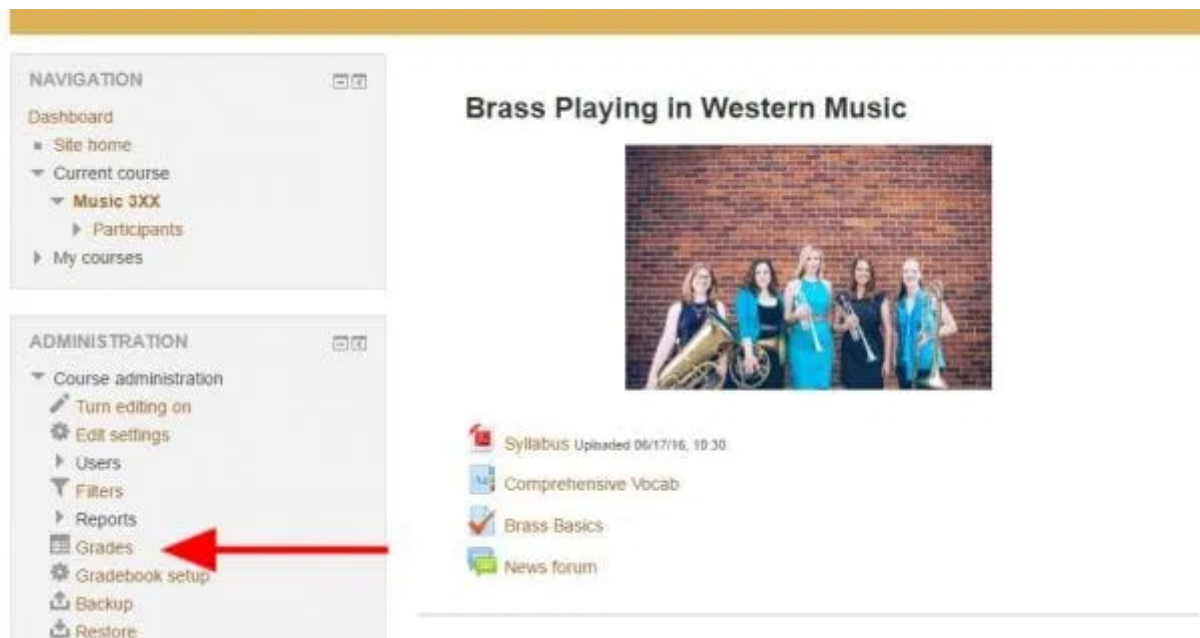 NAVIGATION
Dashboard
Site home
Current course
Music 3XX
Participants
My courses
ADMINISTRATION
Course administration
Turn editing on
Edit settings
Users
Filters
Reports
Grades
Gradebook setup
Backup
Restore
Brass Playing in Western Music
Syllabus Uploaded 06/17/16, 10:30
Comprehensive Vocab
Brass Basics
News forum